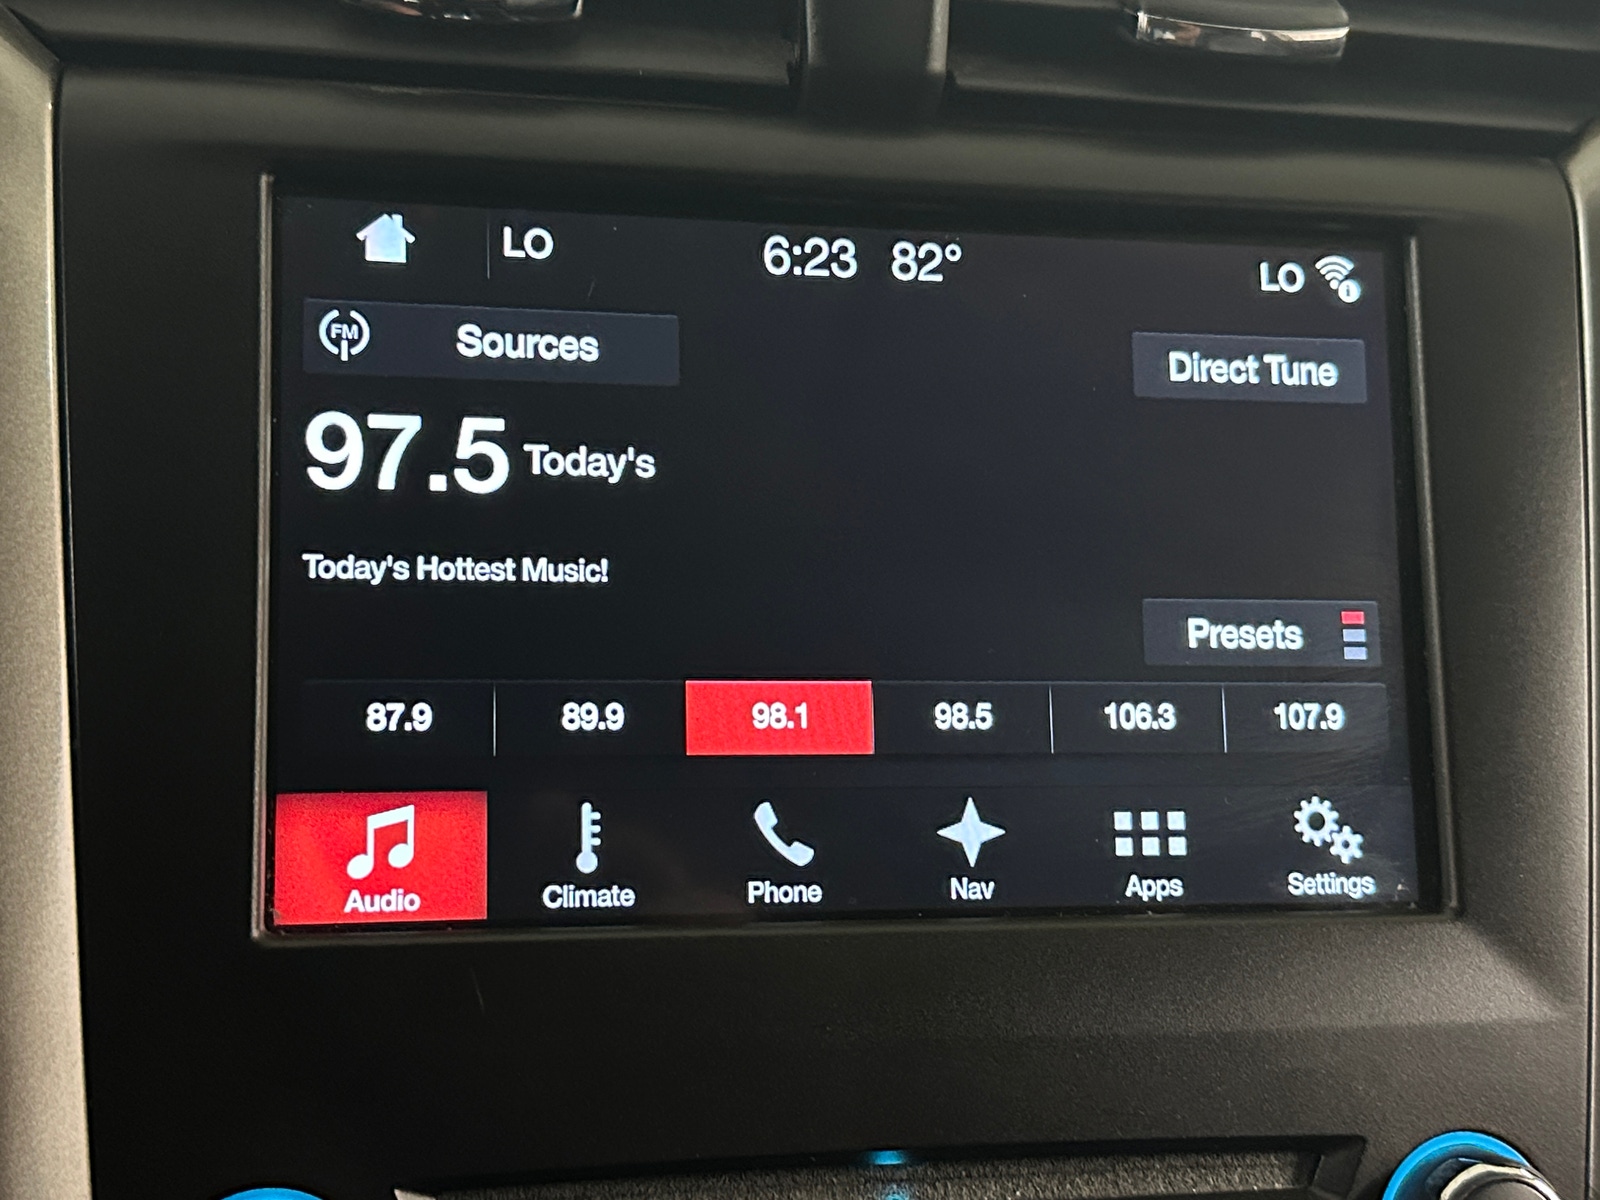 LO 6:23 82° LO
FM Sources
Direct Tune
97.5 Today's
Today's Hottest Music!
Presets
87.9 89.9 98.1 98.5 106.3 107.9
Audio Climate Phone Nav Apps Settings